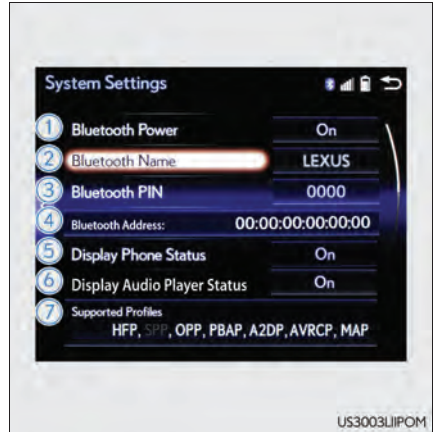 System Settings
1 Bluetooth Power On
2 Bluetooth Name LEXUS
3 Bluetooth PIN 0000
4 Bluetooth Address: 00:00:00:00:00:00
5 Display Phone Status On
6 Display Audio Player Status On
7 Supported Profiles
HFP, SPP, OPP, PBAP, A2DP, AVRCP, MAP
US3003LIIPOM